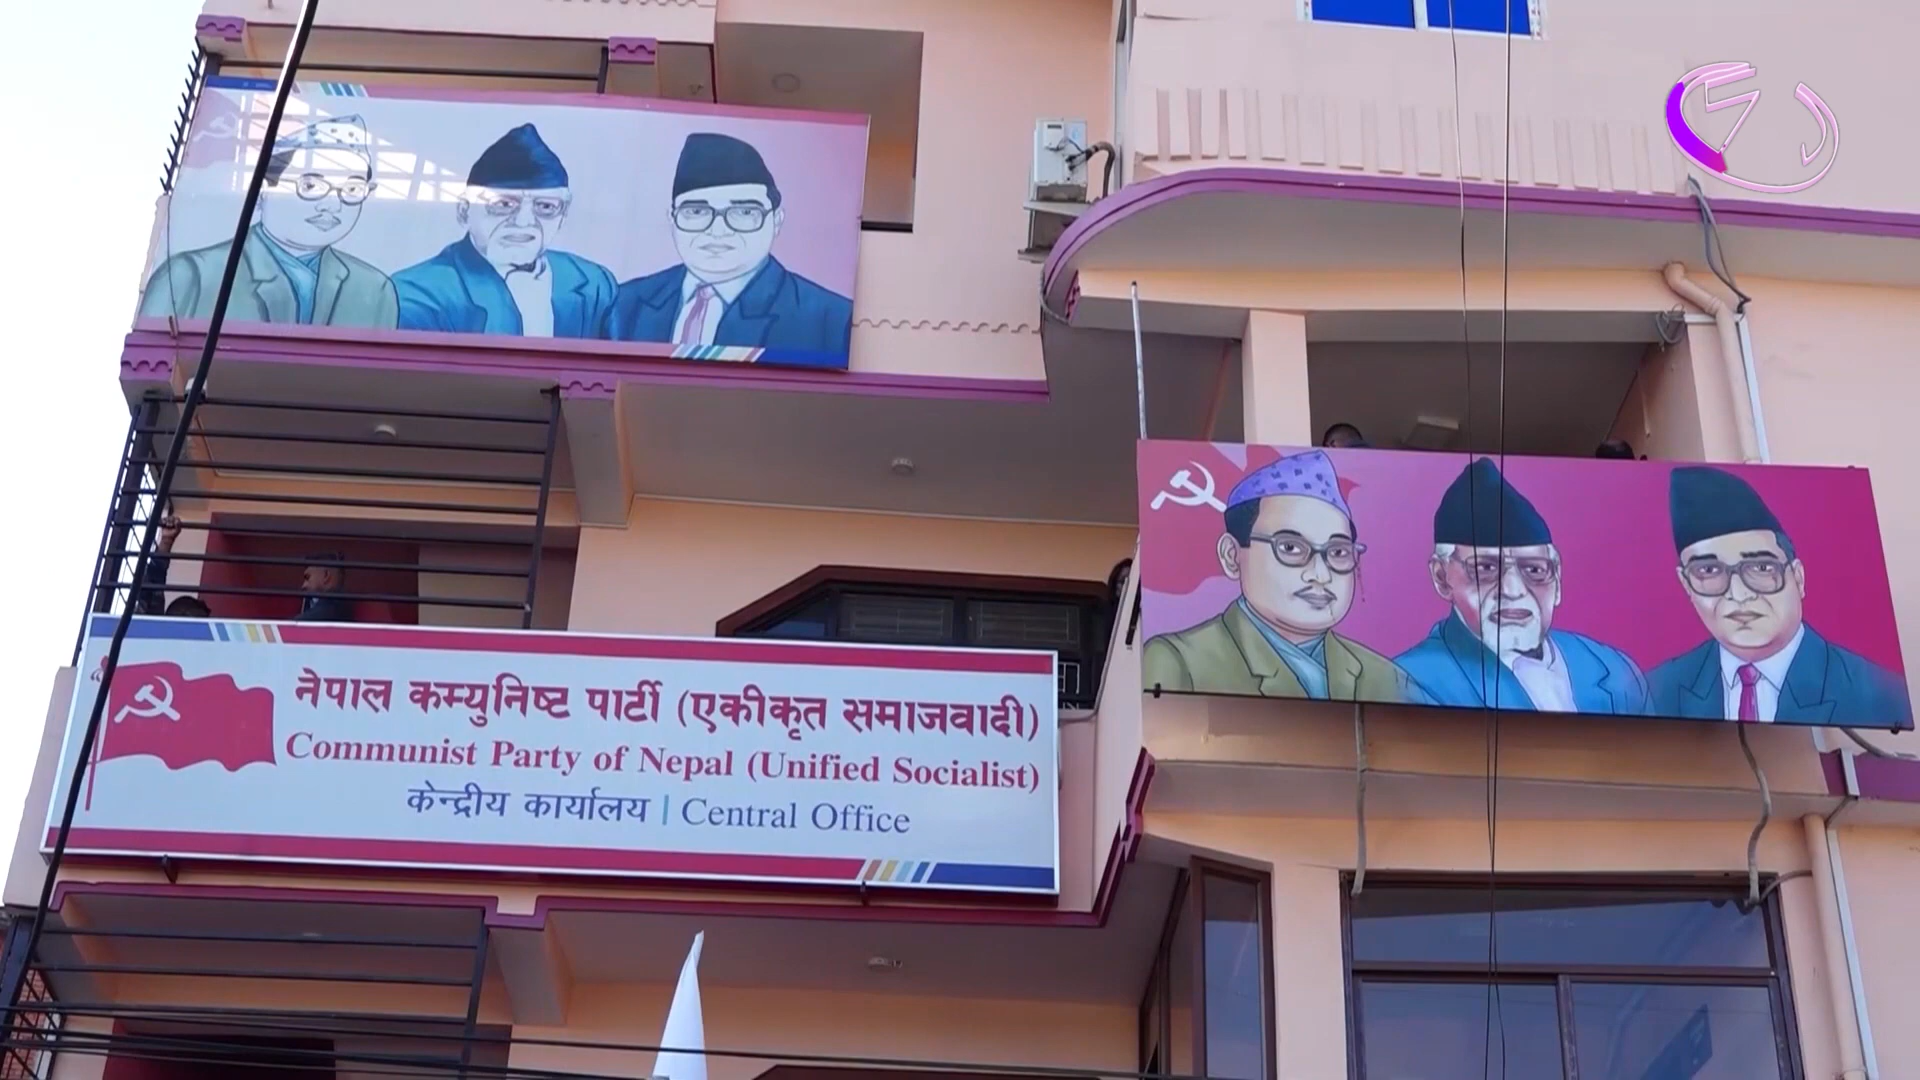 नेपाल कम्युनिष्ट पार्टी (एकीकृत समाजवादी)
Communist Party of Nepal (Unified Socialist)
केन्द्रीय कार्यालय | Central Office